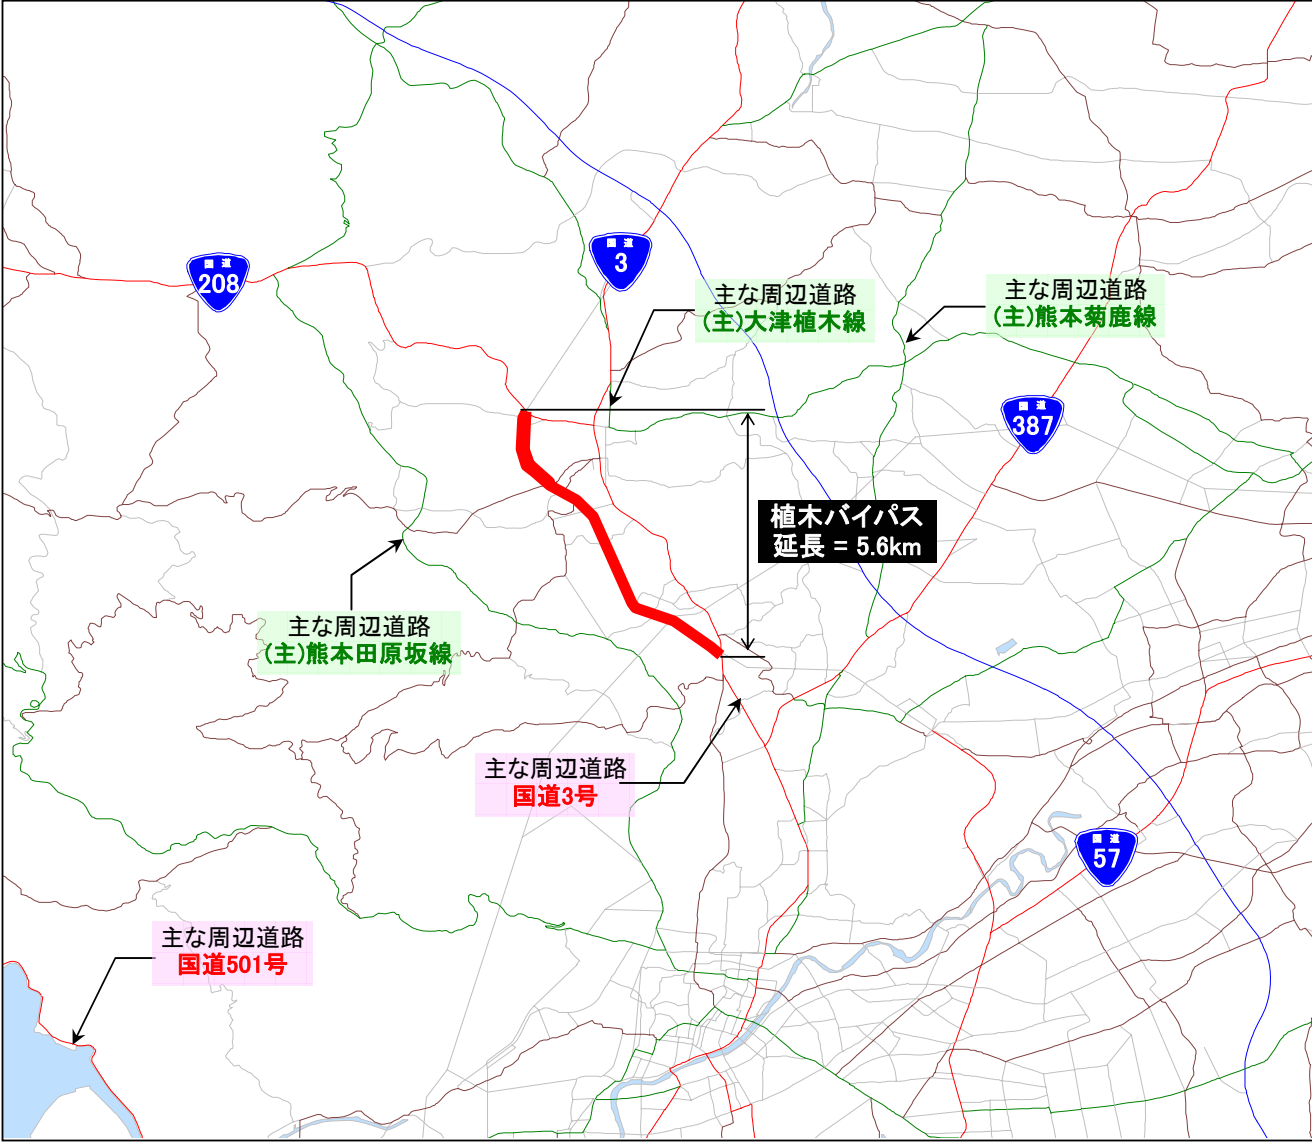 国道
3
国道
208
主な周辺道路
(主)大津植木線
主な周辺道路
(主)熊本菊鹿線
国道
387
植木バイパス
延長 = 5.6km
主な周辺道路
(主)熊本田原坂線
主な周辺道路
国道3号
国道
57
主な周辺道路
国道501号